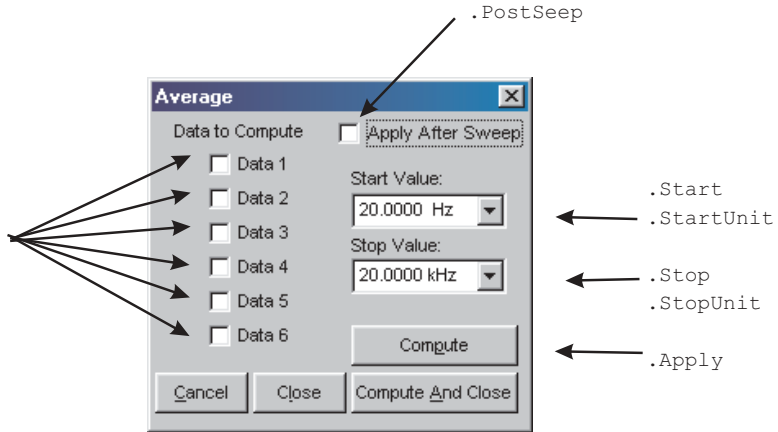 .PostSeep
Average
Data to Compute
Apply After Sweep
Data 1
Data 2
Data 3
Data 4
Data 5
Data 6
Start Value:
20.0000 Hz
Stop Value:
20.0000 kHz
.Start
.StartUnit
.Stop
.StopUnit
Compute
.Apply
Cancel
Close
Compute And Close